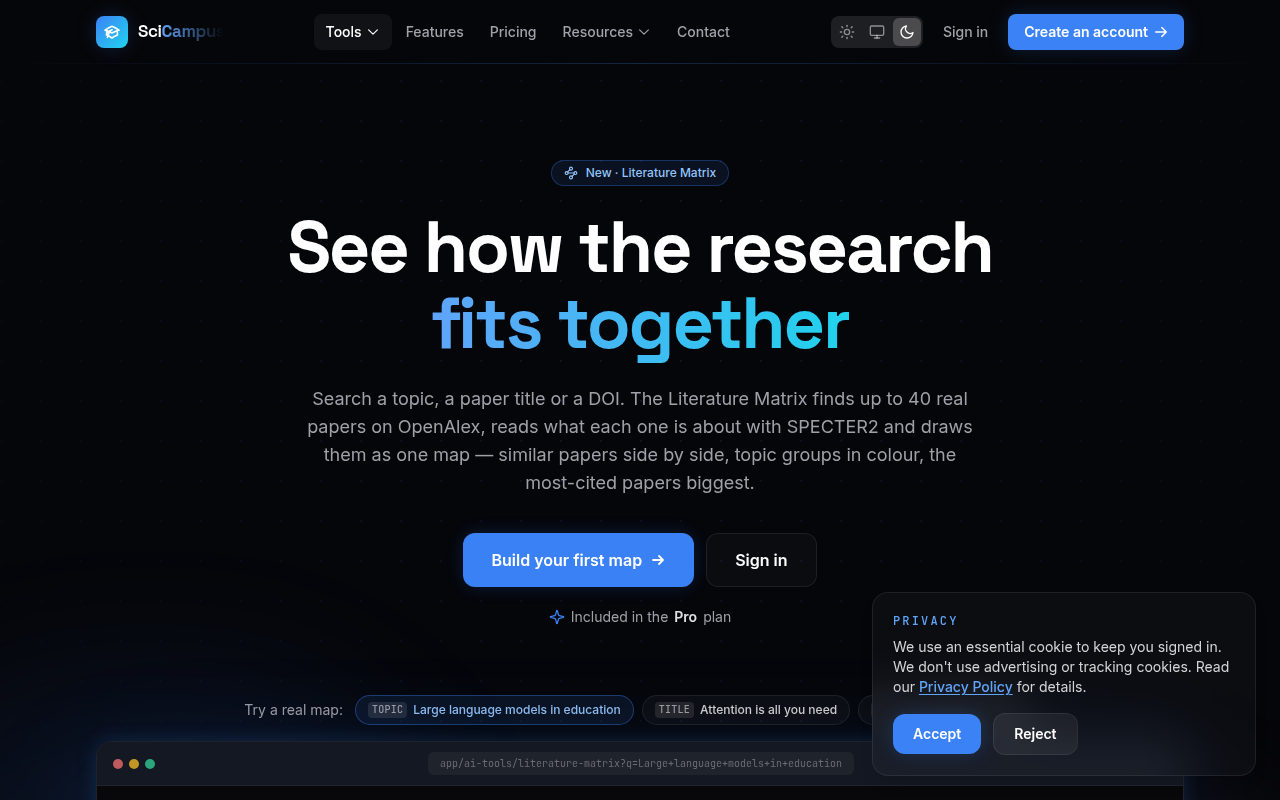 SciCampus
Tools
Features
Pricing
Resources
Contact
Sign in
Create an account →
New · Literature Matrix
See how the research
fits together
Search a topic, a paper title or a DOI. The Literature Matrix finds up to 40 real
papers on OpenAlex, reads what each one is about with SPECTER2 and draws
them as one map — similar papers side by side, topic groups in colour, the
most-cited papers biggest.
Build your first map →
Sign in
Included in the Pro plan
PRIVACY
We use an essential cookie to keep you signed in.
We don't use advertising or tracking cookies. Read
our Privacy Policy for details.
Accept
Reject
Try a real map:
TOPIC Large language models in education
TITLE Attention is all you need
app/ai-tools/literature-matrix?q=Large+language+models+in+education